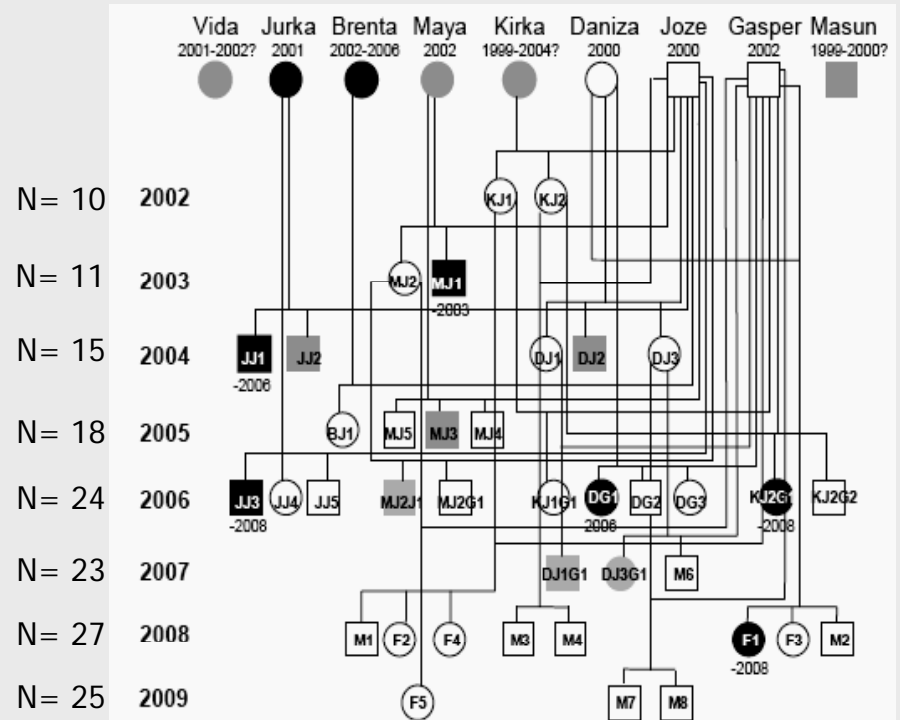 Vida Jurka Brenta Maya Kirka Daniza Joze Gasper Masun
2001-2002? 2001 2002-2006 2002 1999-2004? 2000 2000 2002 1999-2000?
N= 10 2002 KJ1 KJ2
N= 11 2003 MJ2 MJ1
-2003
N= 15 2004 JJ1 JJ2 DJ1 DJ2 DJ3
-2006
N= 18 2005 BJ1 MJ5 MJ3 MJ4
N= 24 2006 JJ3 JJ4 JJ5 MJ2J1 MJ2G1 KJ1G1 DG1 DG2 DG3 KJ2G1 KJ2G2
-2008 2006 -2008
N= 23 2007 DJ1G1 DJ3G1 M6
N= 27 2008 M1 F2 F4 M3 M4 F1 F3 M2
-2008
N= 25 2009 F5 M7 M8